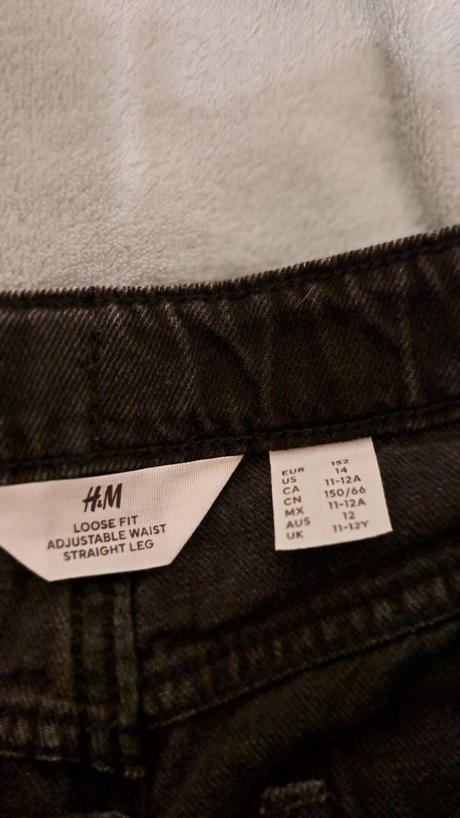 H&M
LOOSE FIT
ADJUSTABLE WAIST
STRAIGHT LEG
EUR 152
US 14
CA 11-12A
CN 150/66
MX 11-12A
AUS 12
UK 11-12Y